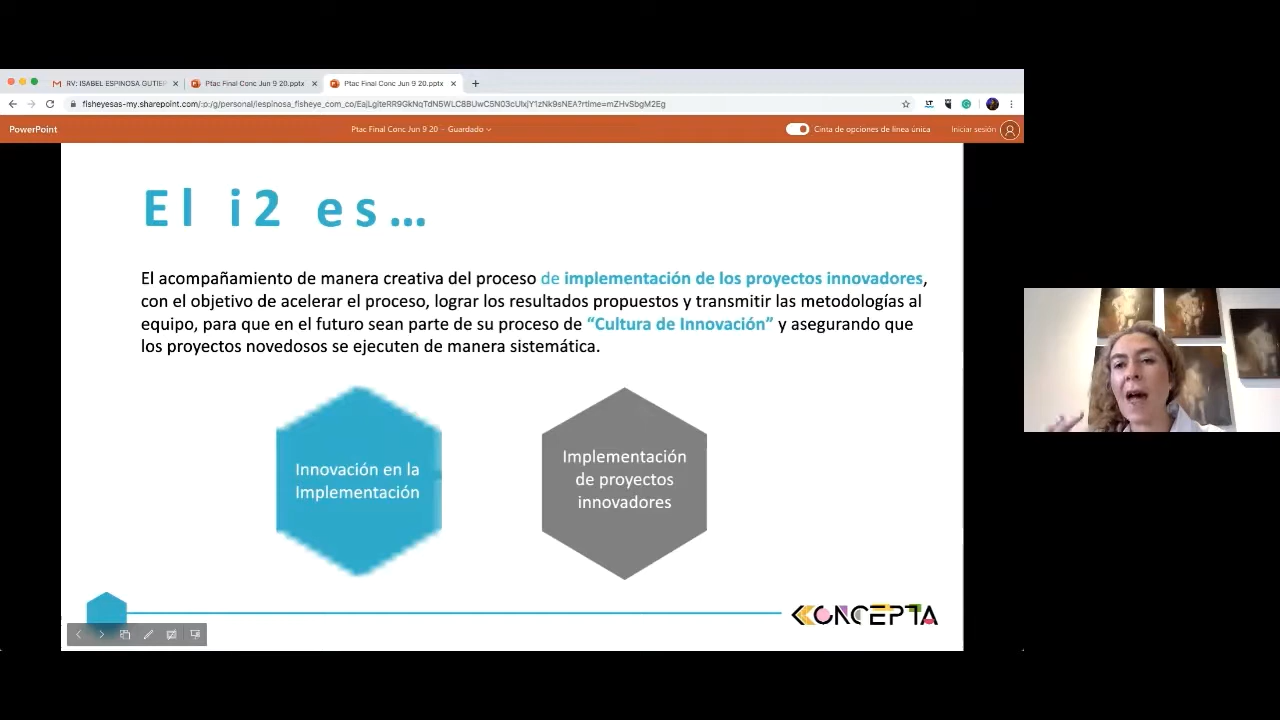 RV: ISABEL ESPINOSA GUTIER
Ptac Final Conc Jun 9 20.pptx
Ptac Final Conc Jun 9 20.pptx
PowerPoint
Ptac Final Conc Jun 9 20 – Guardado
Cinta de opciones de línea única
Iniciar sesión
El i2 es...
El acompañamiento de manera creativa del proceso de implementación de los proyectos innovadores,
con el objetivo de acelerar el proceso, lograr los resultados propuestos y transmitir las metodologías al
equipo, para que en el futuro sean parte de su proceso de “Cultura de Innovación” y asegurando que
los proyectos novedosos se ejecuten de manera sistemática.
Innovación en la
Implementación
Implementación
de proyectos
innovadores
KONCEPTA